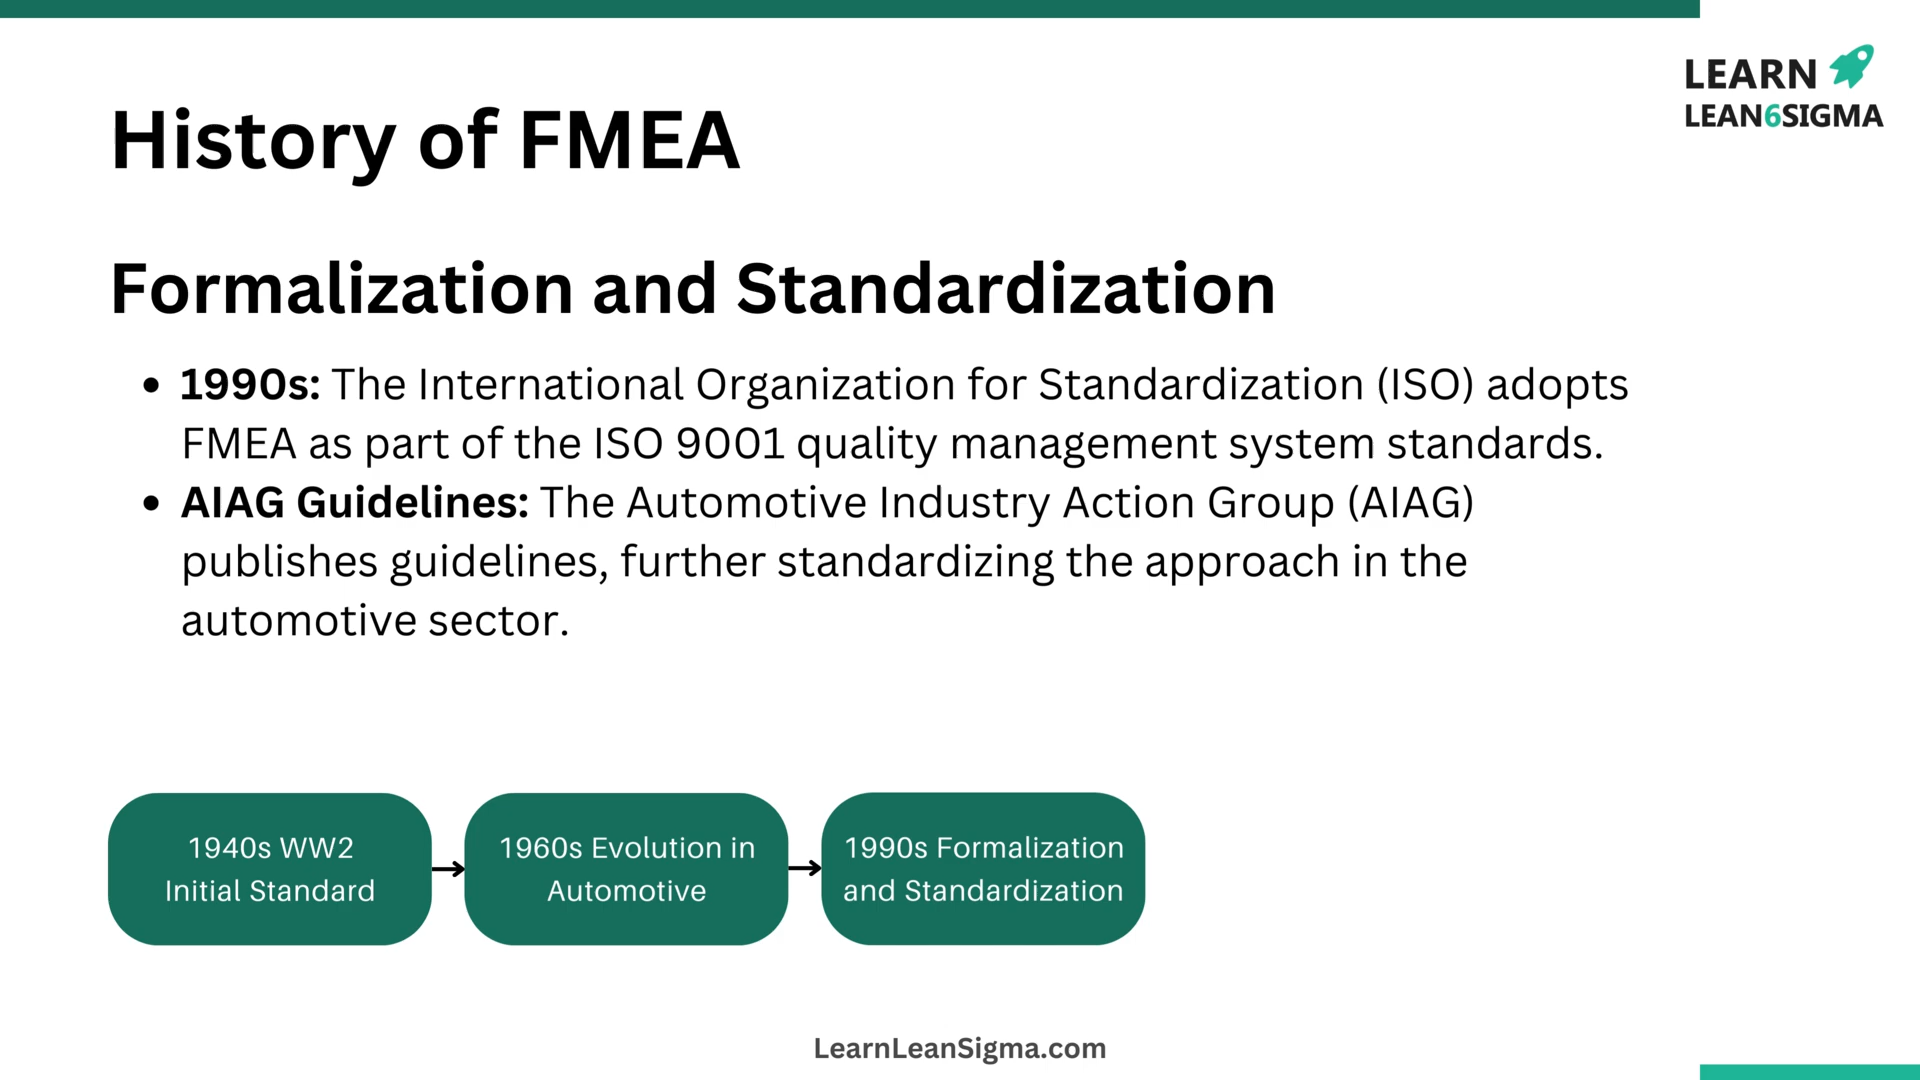 LEARN
LEAN6SIGMA
History of FMEA
Formalization and Standardization
• 1990s: The International Organization for Standardization (ISO) adopts
FMEA as part of the ISO 9001 quality management system standards.
• AIAG Guidelines: The Automotive Industry Action Group (AIAG)
publishes guidelines, further standardizing the approach in the
automotive sector.
1940s WW2
Initial Standard
1960s Evolution in
Automotive
1990s Formalization
and Standardization
LearnLeanSigma.com